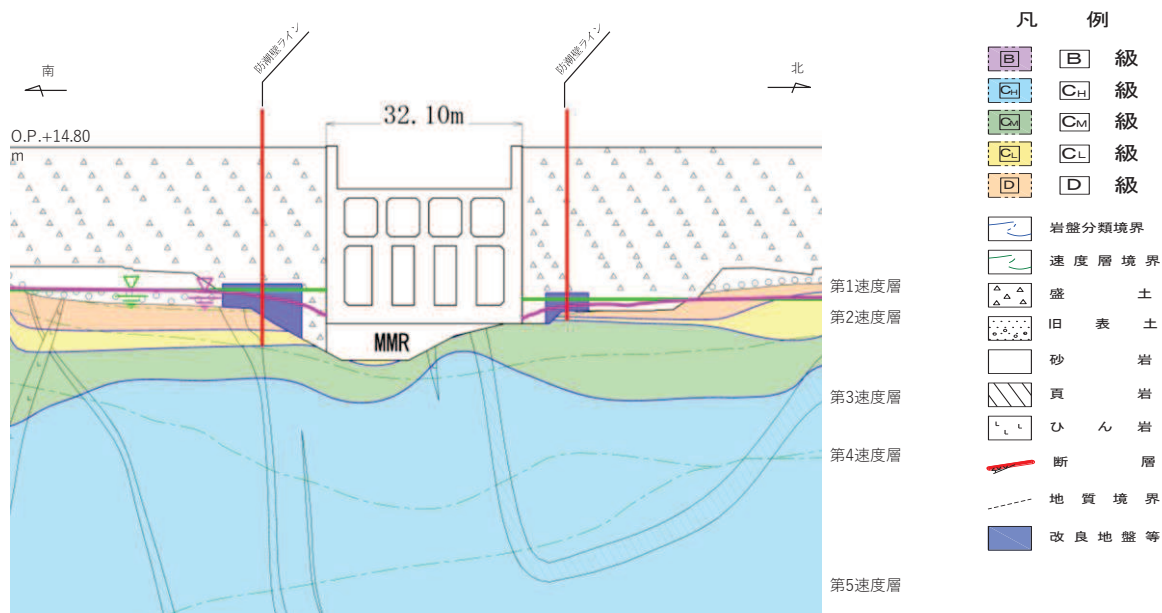 南
防潮壁ライン
防潮壁ライン
北
32.10m
O.P.+14.80
m
MMR
第1速度層
第2速度層
第3速度層
第4速度層
第5速度層
凡 例
B B 級
CH CH 級
CM CM 級
CL CL 級
D D 級
岩盤分類境界
速度層境界
盛 土
旧 表 土
砂 岩
頁 岩
ひ ん 岩
断 層
地 質 境 界
改 良 地 盤 等